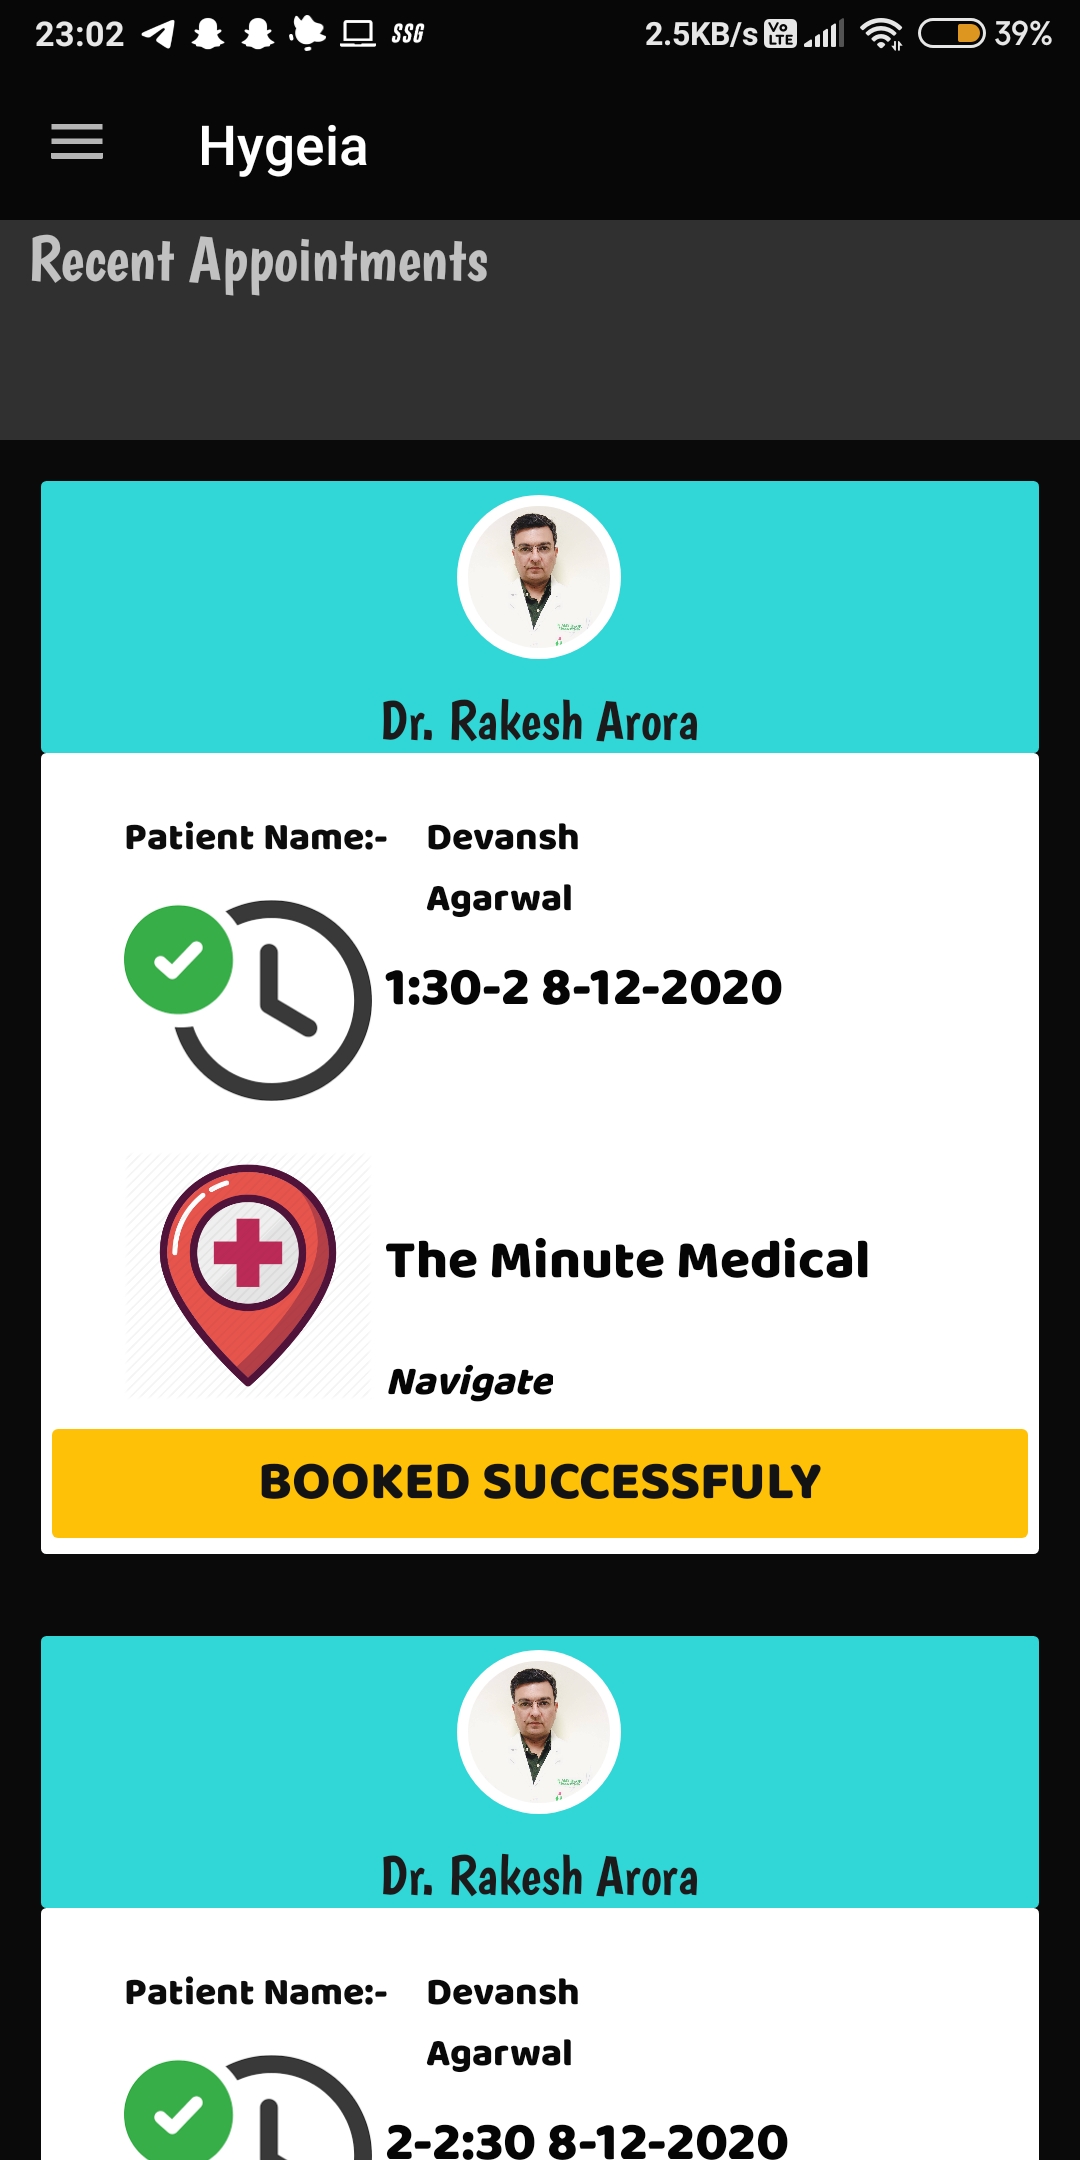 23:02 SSG 2.5KB/s Vo LTE 39%
Hygeia
Recent Appointments
Dr. Rakesh Arora
Patient Name:- Devansh
Agarwal
1:30-2 8-12-2020
The Minute Medical
Navigate
BOOKED SUCCESSFULY
Dr. Rakesh Arora
Patient Name:- Devansh
Agarwal
2-2:30 8-12-2020